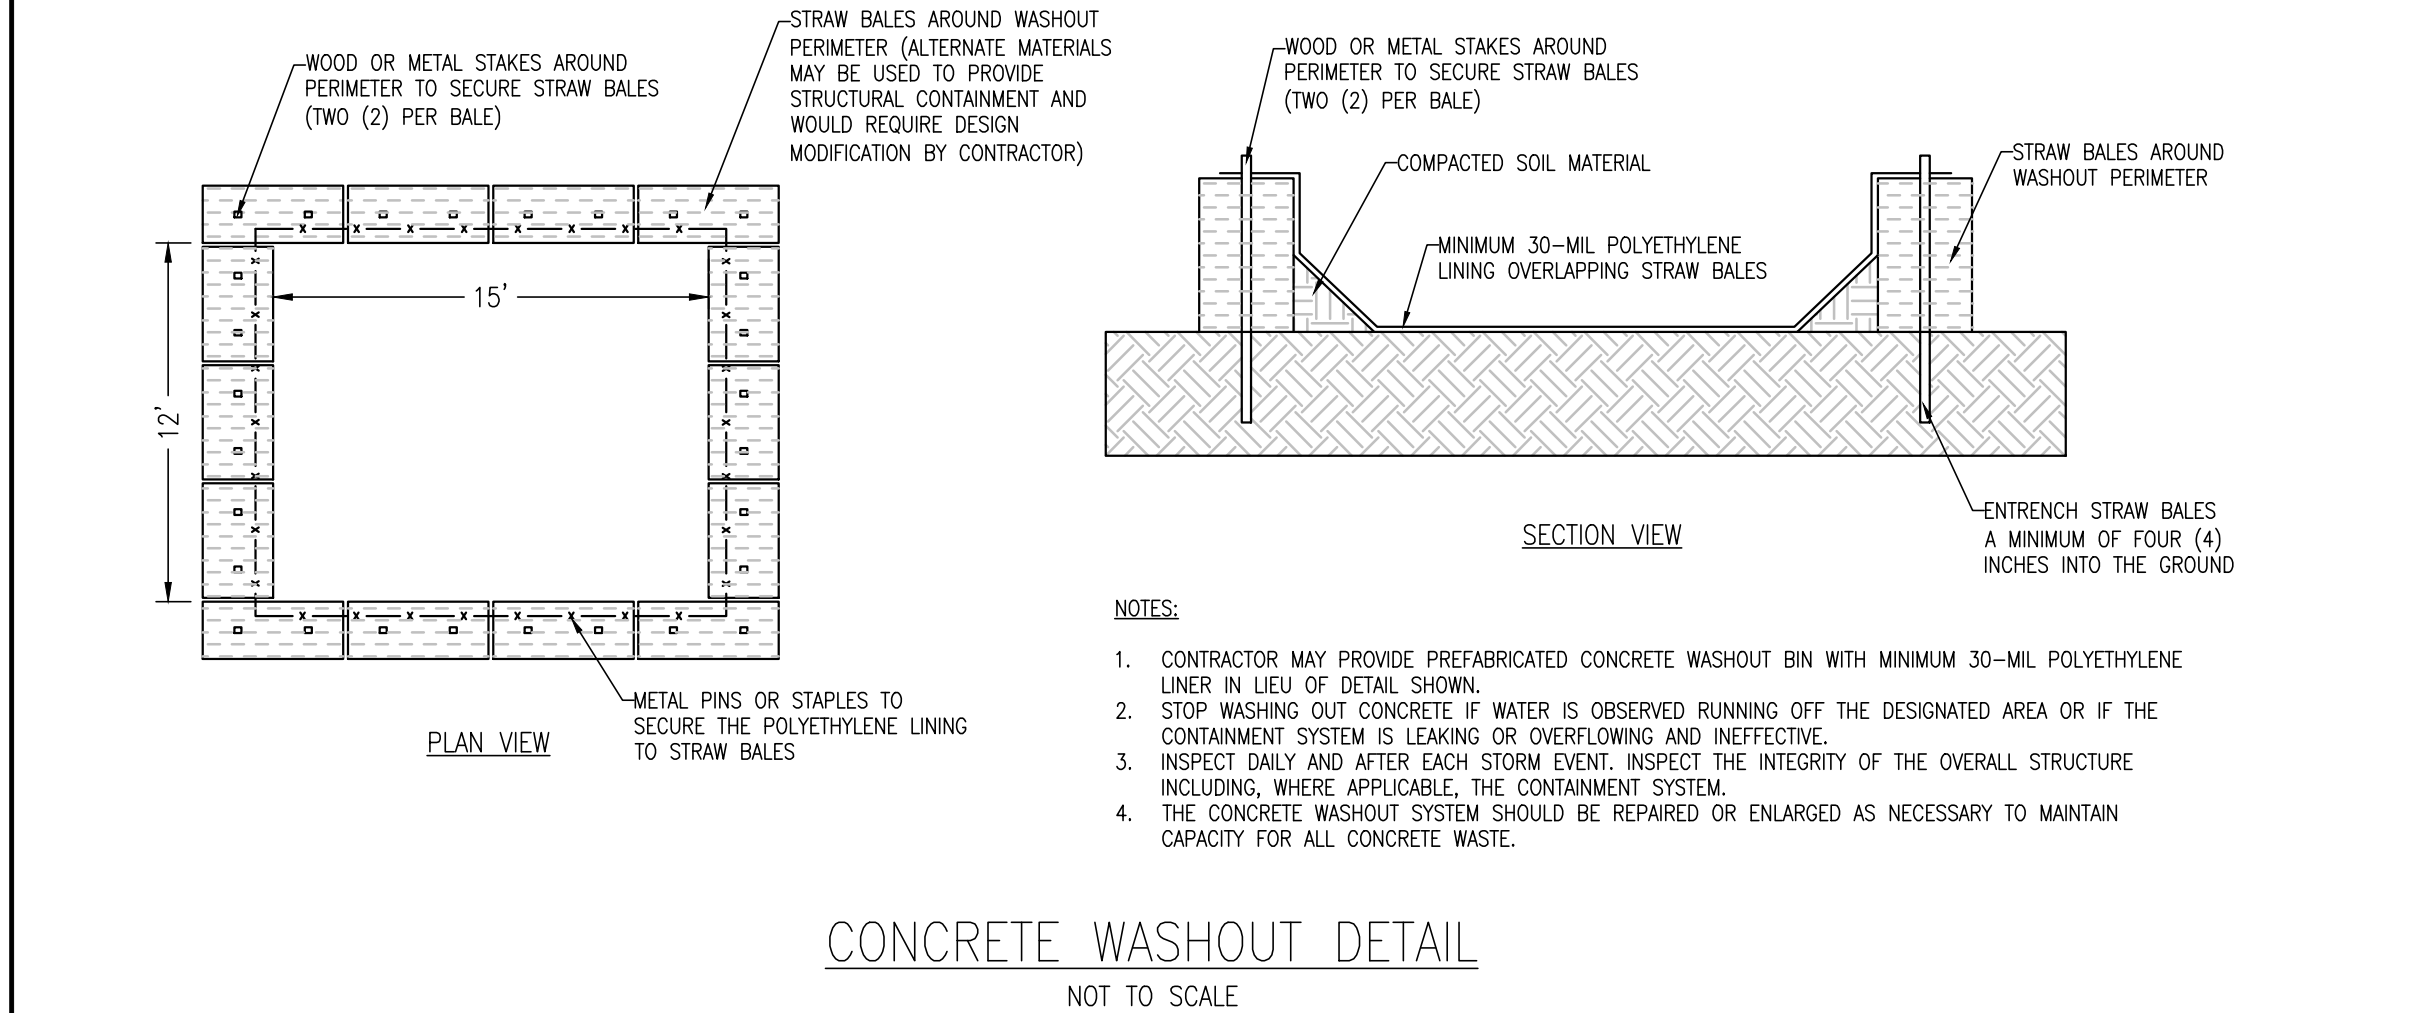 WOOD OR METAL STAKES AROUND
PERIMETER TO SECURE STRAW BALES
(TWO (2) PER BALE)
STRAW BALES AROUND WASHOUT
PERIMETER (ALTERNATE MATERIALS
MAY BE USED TO PROVIDE
STRUCTURAL CONTAINMENT AND
WOULD REQUIRE DESIGN
MODIFICATION BY CONTRACTOR)
15'
12'
METAL PINS OR STAPLES TO
SECURE THE POLYETHYLENE LINING
TO STRAW BALES
PLAN VIEW
WOOD OR METAL STAKES AROUND
PERIMETER TO SECURE STRAW BALES
(TWO (2) PER BALE)
COMPACTED SOIL MATERIAL
STRAW BALES AROUND
WASHOUT PERIMETER
MINIMUM 30-MIL POLYETHYLENE
LINING OVERLAPPING STRAW BALES
ENTRENCH STRAW BALES
A MINIMUM OF FOUR (4)
INCHES INTO THE GROUND
SECTION VIEW
NOTES:
1. CONTRACTOR MAY PROVIDE PREFABRICATED CONCRETE WASHOUT BIN WITH MINIMUM 30-MIL POLYETHYLENE
LINER IN LIEU OF DETAIL SHOWN.
2. STOP WASHING OUT CONCRETE IF WATER IS OBSERVED RUNNING OFF THE DESIGNATED AREA OR IF THE
CONTAINMENT SYSTEM IS LEAKING OR OVERFLOWING AND INEFFECTIVE.
3. INSPECT DAILY AND AFTER EACH STORM EVENT. INSPECT THE INTEGRITY OF THE OVERALL STRUCTURE
INCLUDING, WHERE APPLICABLE, THE CONTAINMENT SYSTEM.
4. THE CONCRETE WASHOUT SYSTEM SHOULD BE REPAIRED OR ENLARGED AS NECESSARY TO MAINTAIN
CAPACITY FOR ALL CONCRETE WASTE.
CONCRETE WASHOUT DETAIL
NOT TO SCALE